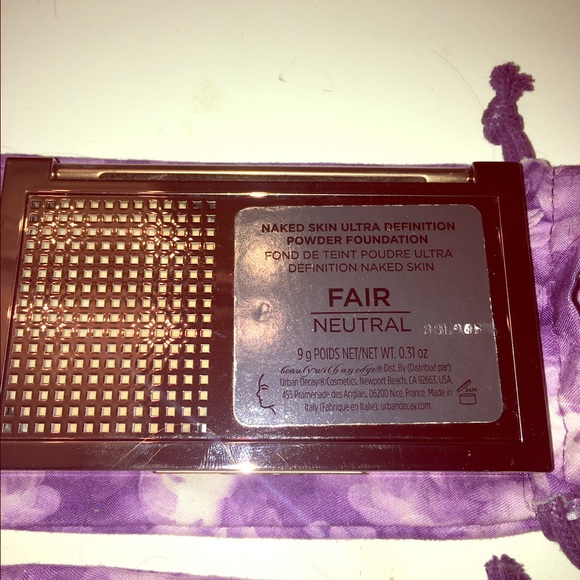 NAKED SKIN ULTRA DEFINITION
POWDER FOUNDATION
FOND DE TEINT POUDRE ULTRA
DEFINITION NAKED SKIN
FAIR
NEUTRAL
9 g POIDS NET/NET WT. 0.31 oz
beauty with an edge® Dist. By (Distribué par):
Urban Decay® Cosmetics, Newport Beach, CA 92663, USA.
455 Promenade des Anglais, 06200 Nice, France. Made in
Italy (Fabriqué en Italie). urbandecay.com
24M